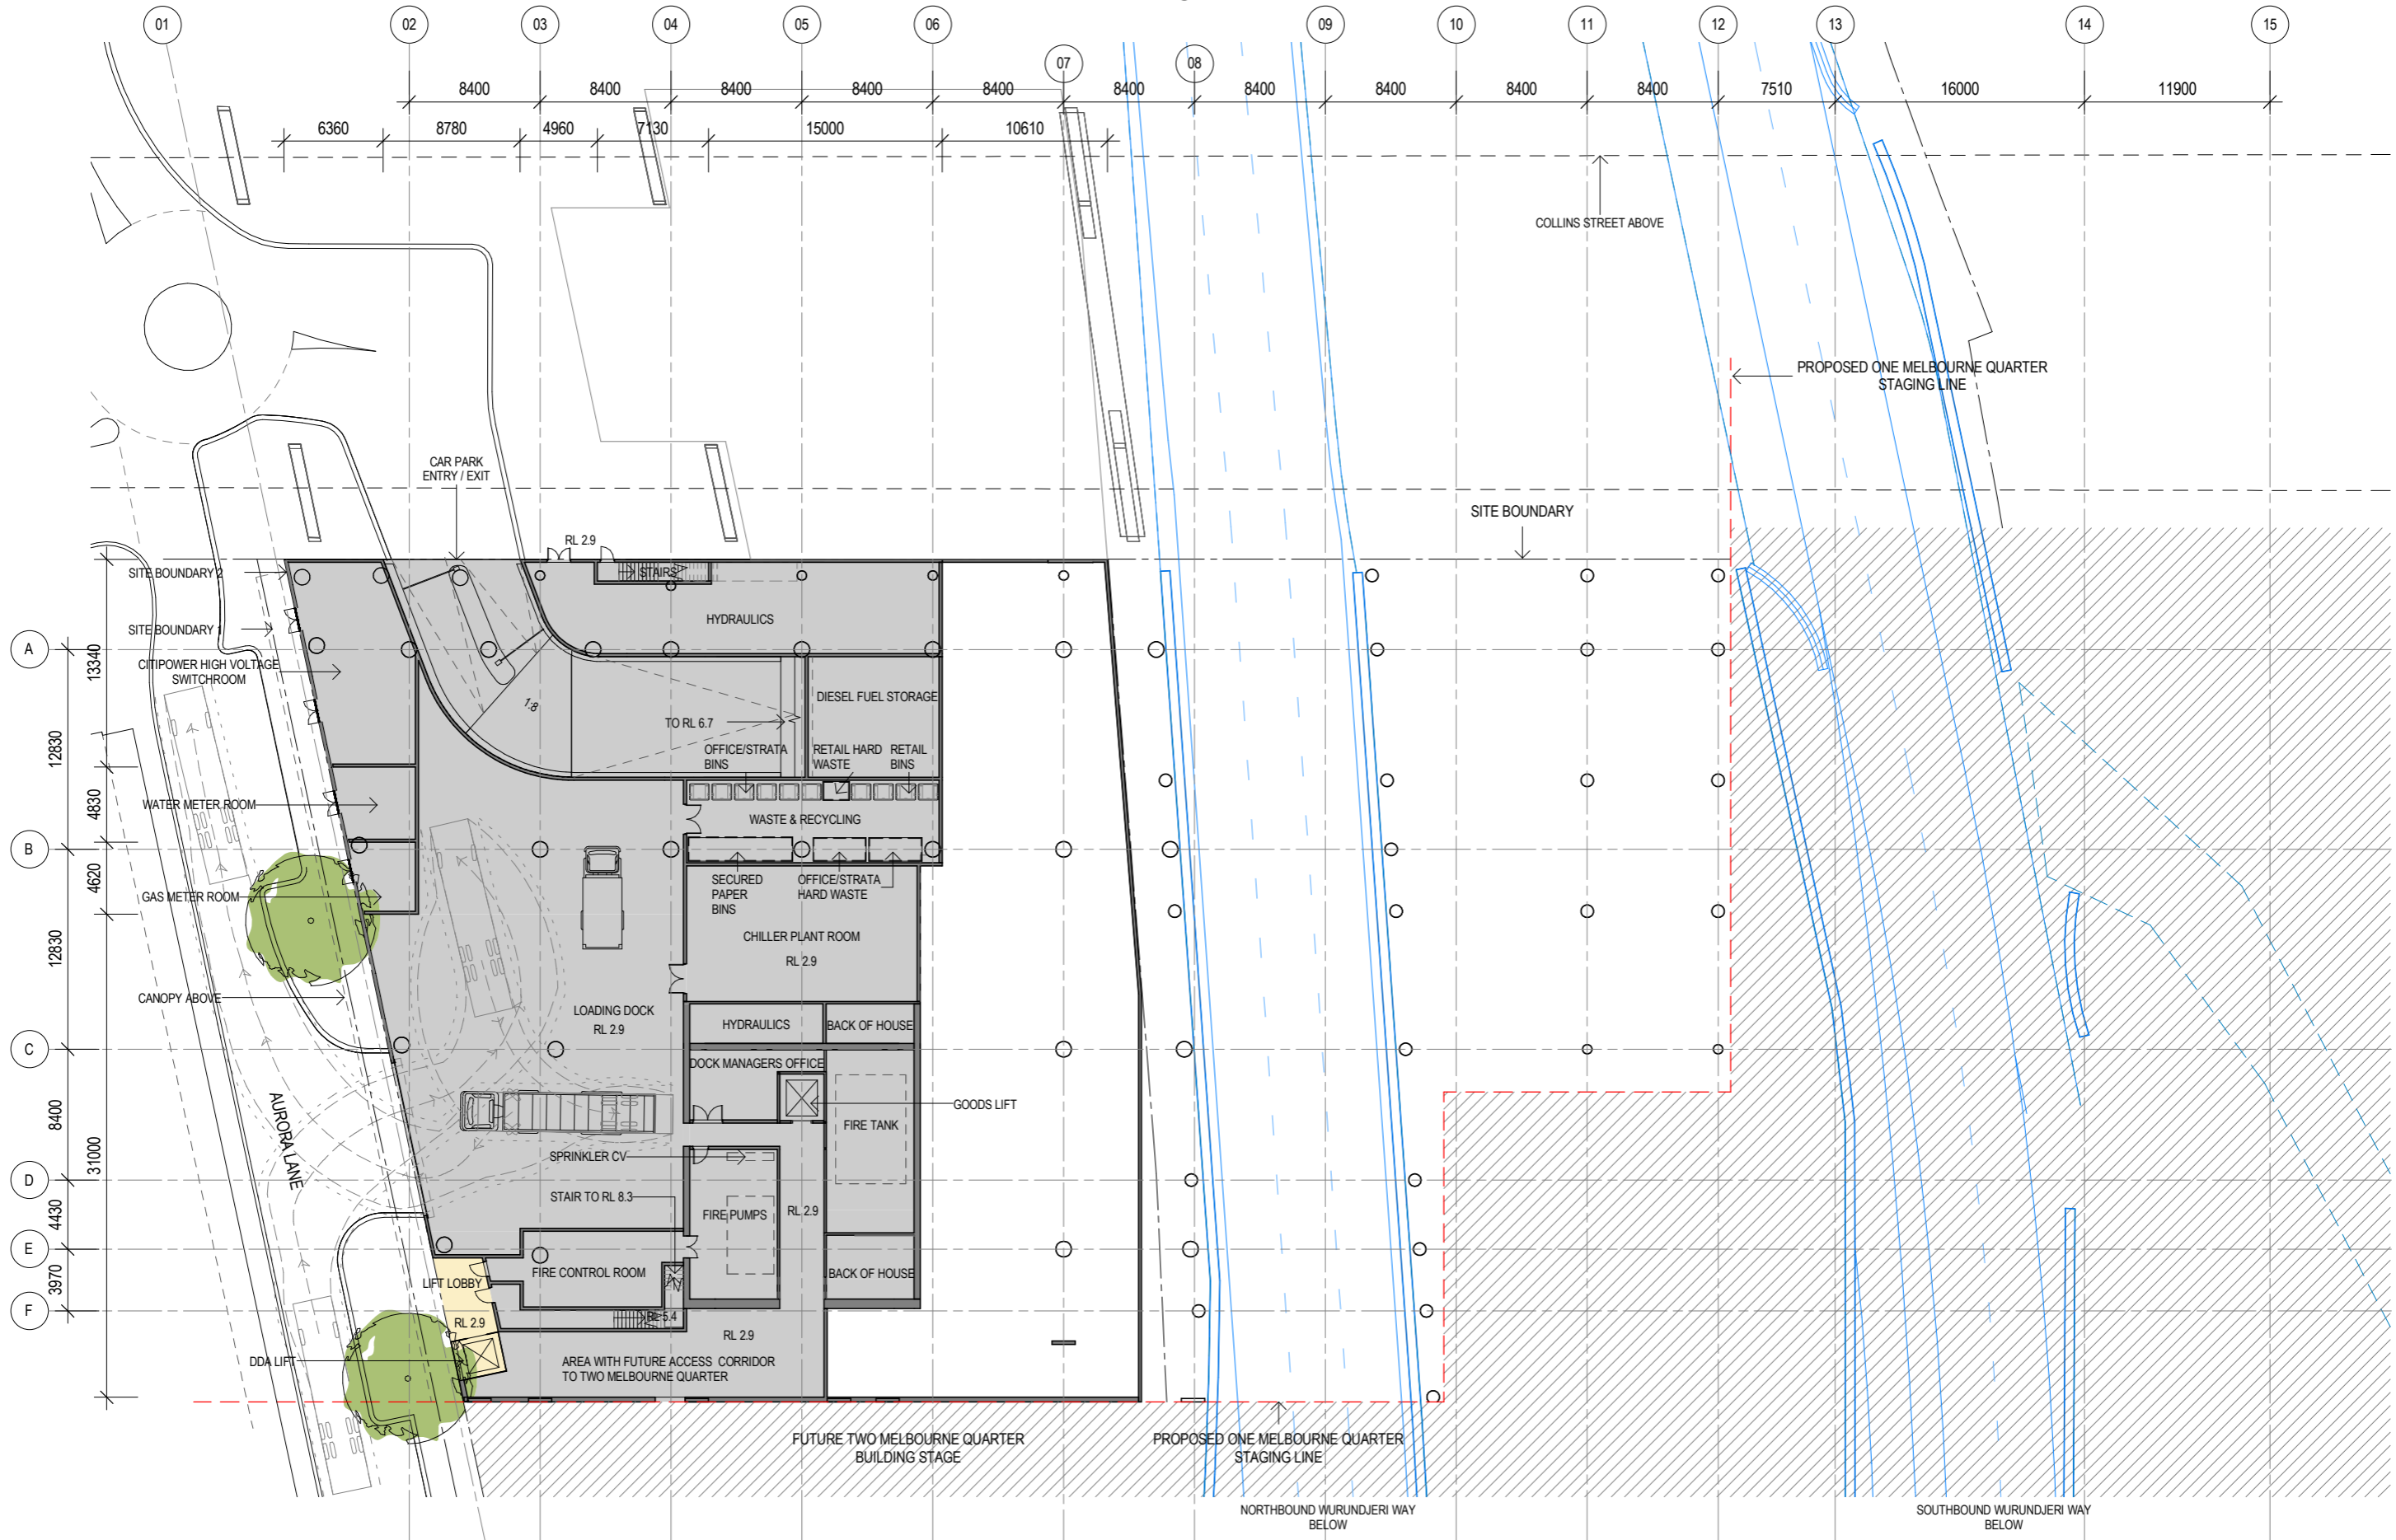 01
02
03
04
05
06
07
08
09
10
11
12
13
14
15
8400
8400
8400
8400
8400
8400
8400
8400
8400
8400
7510
16000
11900
6360
8780
4960
7130
15000
10610
COLLINS STREET ABOVE
PROPOSED ONE MELBOURNE QUARTER
STAGING LINE
CAR PARK
ENTRY / EXIT
SITE BOUNDARY
RL 2.9
SITE BOUNDARY 2
STAIRS
HYDRAULICS
SITE BOUNDARY 1
A
13340
CITIPOWER HIGH VOLTAGE
SWITCHROOM
DIESEL FUEL STORAGE
1:8
TO RL 6.7
12830
OFFICE/STRATA
BINS
RETAIL HARD
WASTE
RETAIL
BINS
4830
WATER METER ROOM
WASTE & RECYCLING
B
4620
SECURED
PAPER
BINS
OFFICE/STRATA
HARD WASTE
GAS METER ROOM
12830
CHILLER PLANT ROOM
RL 2.9
CANOPY ABOVE
LOADING DOCK
RL 2.9
HYDRAULICS
BACK OF HOUSE
C
DOCK MANAGERS OFFICE
AURORA LANE
8400
GOODS LIFT
FIRE TANK
31000
SPRINKLER CV
D
STAIR TO RL 8.3
4430
FIRE PUMPS
RL 2.9
E
3970
LIFT LOBBY
FIRE CONTROL ROOM
BACK OF HOUSE
F
RL 2.9
RL 5.4
RL 2.9
DDA LIFT
AREA WITH FUTURE ACCESS CORRIDOR
TO TWO MELBOURNE QUARTER
FUTURE TWO MELBOURNE QUARTER
BUILDING STAGE
PROPOSED ONE MELBOURNE QUARTER
STAGING LINE
NORTHBOUND WURUNDJERI WAY
BELOW
SOUTHBOUND WURUNDJERI WAY
BELOW